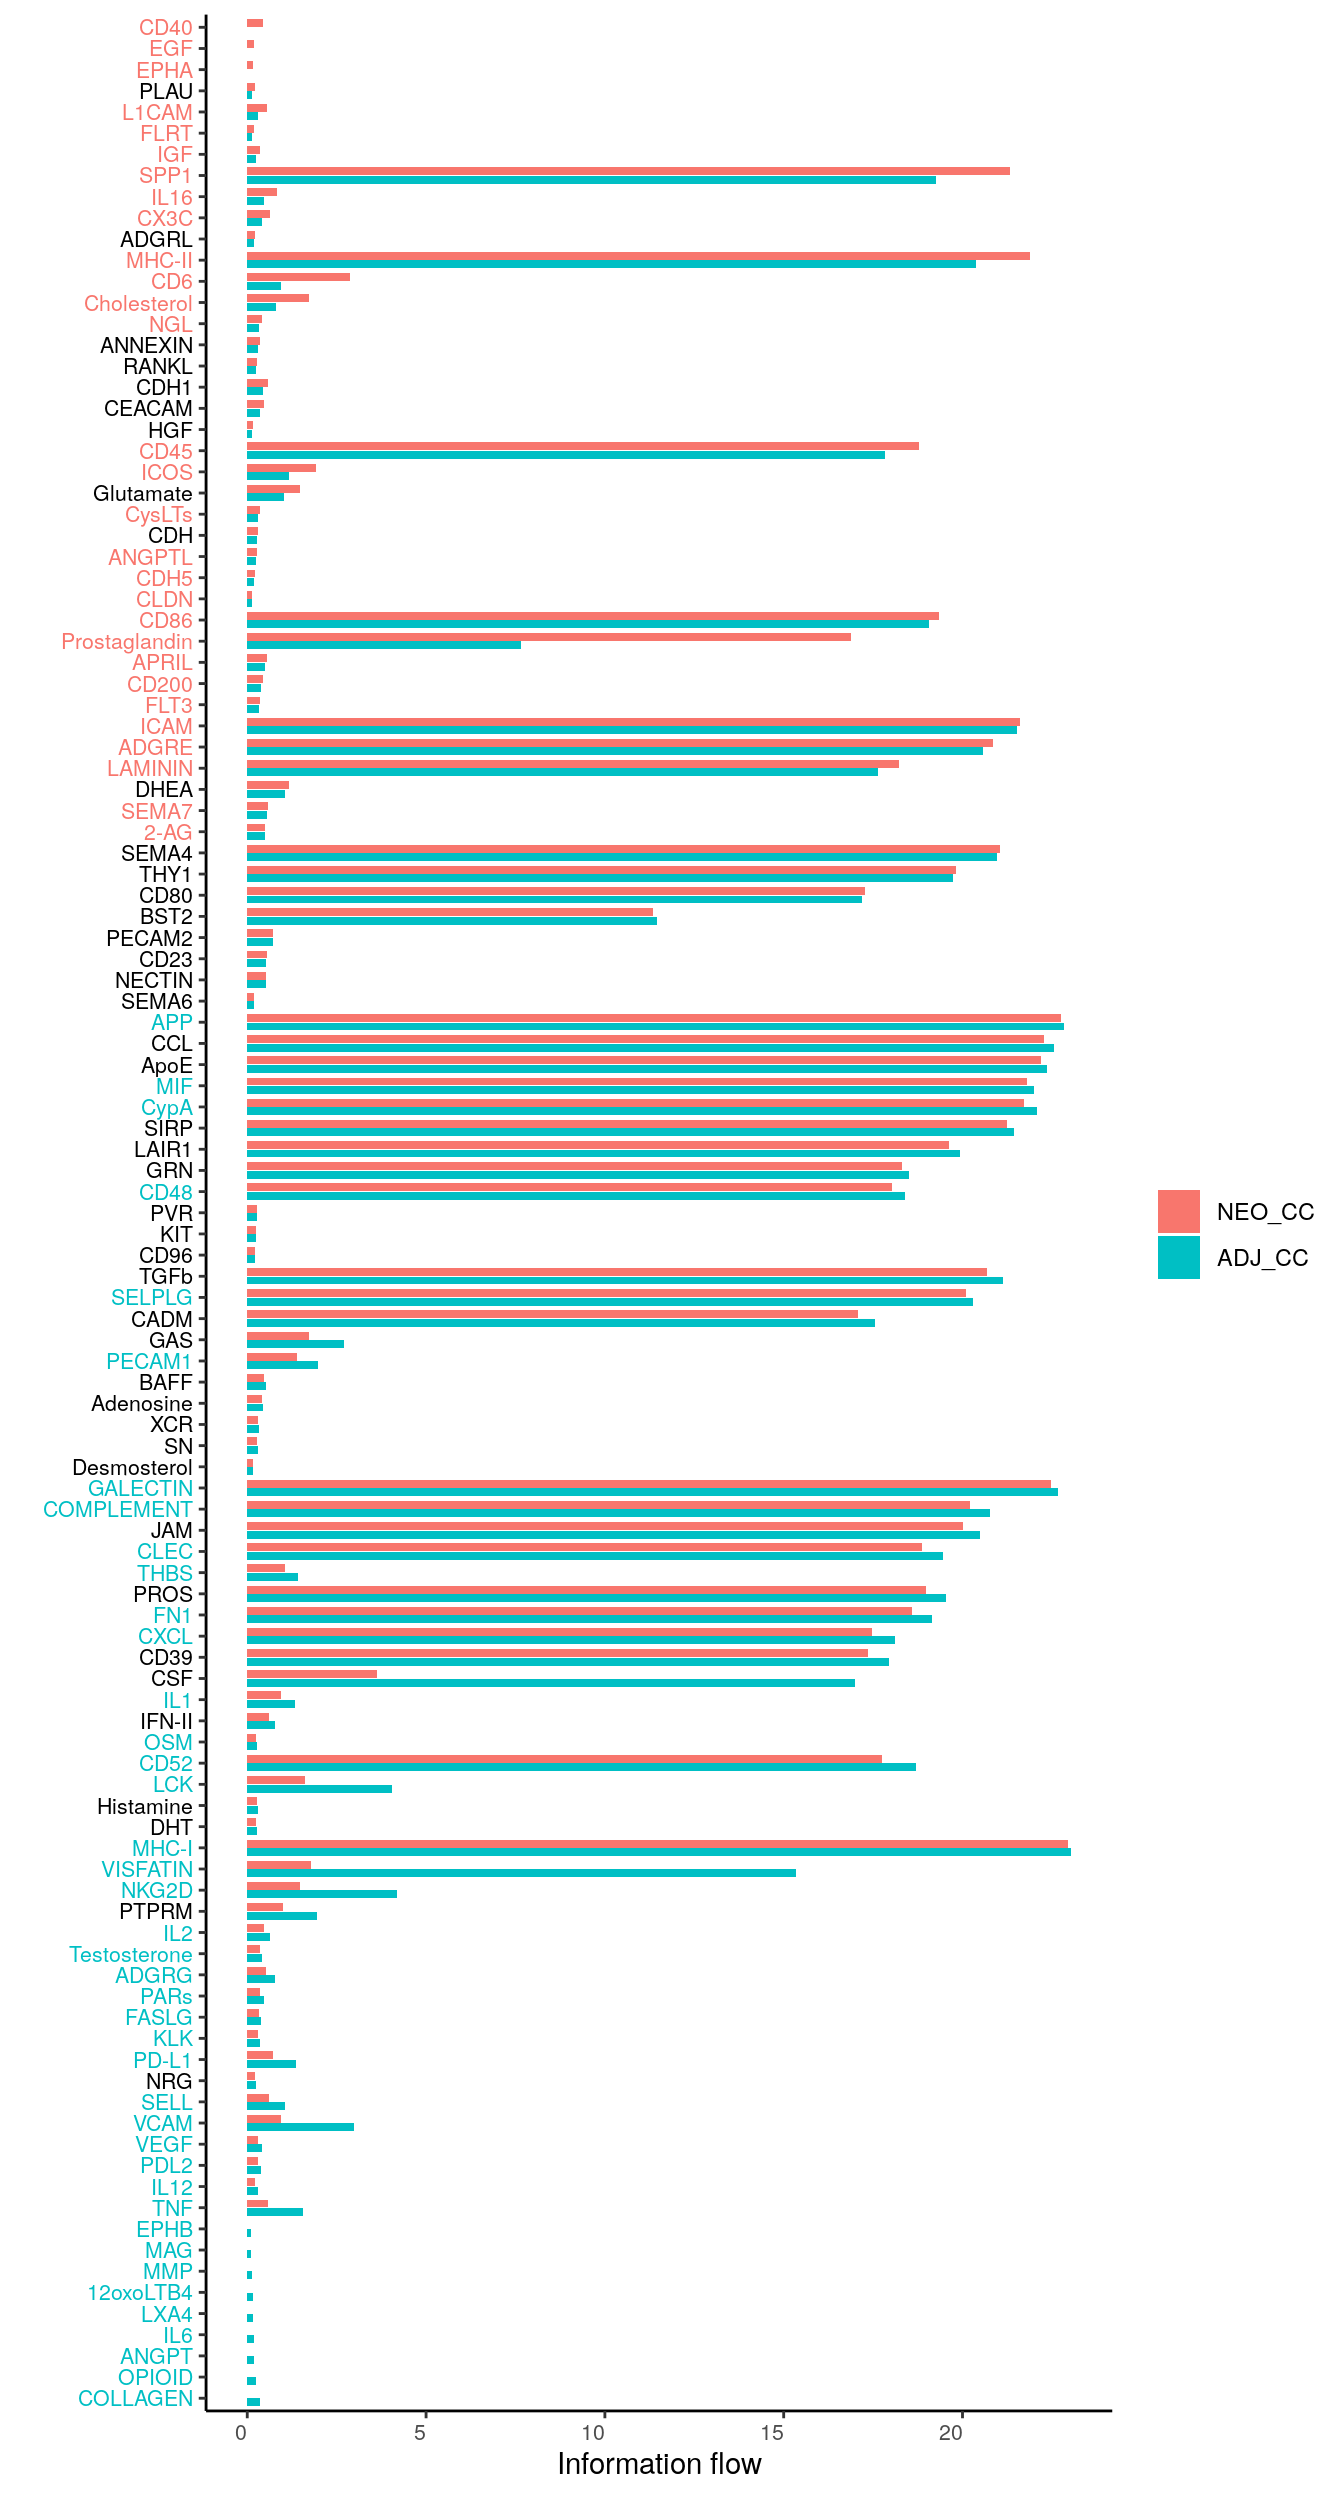 CD40
EGF
EPHA
PLAU
L1CAM
FLRT
IGF
SPP1
IL16
CX3C
ADGRL
MHC-II
CD6
Cholesterol
NGL
ANNEXIN
RANKL
CDH1
CEACAM
HGF
CD45
ICOS
Glutamate
CysLTs
CDH
ANGPTL
CDH5
CLDN
CD86
Prostaglandin
APRIL
CD200
FLT3
ICAM
ADGRE
LAMININ
DHEA
SEMA7
2-AG
SEMA4
THY1
CD80
BST2
PECAM2
CD23
NECTIN
SEMA6
APP
CCL
ApoE
MIF
CypA
SIRP
LAIR1
GRN
CD48
PVR
KIT
CD96
TGFb
SELPLG
CADM
GAS
PECAM1
BAFF
Adenosine
XCR
SN
Desmosterol
GALECTIN
COMPLEMENT
JAM
CLEC
THBS
PROS
FN1
CXCL
CD39
CSF
IL1
IFN-II
OSM
CD52
LCK
Histamine
DHT
MHC-I
VISFATIN
NKG2D
PTPRM
IL2
Testosterone
ADGRG
PARs
FASLG
KLK
PD-L1
NRG
SELL
VCAM
VEGF
PDL2
IL12
TNF
EPHB
MAG
MMP
12oxoLTB4
LXA4
IL6
ANGPT
OPIOID
COLLAGEN
0 5 10 15 20
Information flow
NEO_CC
ADJ_CC